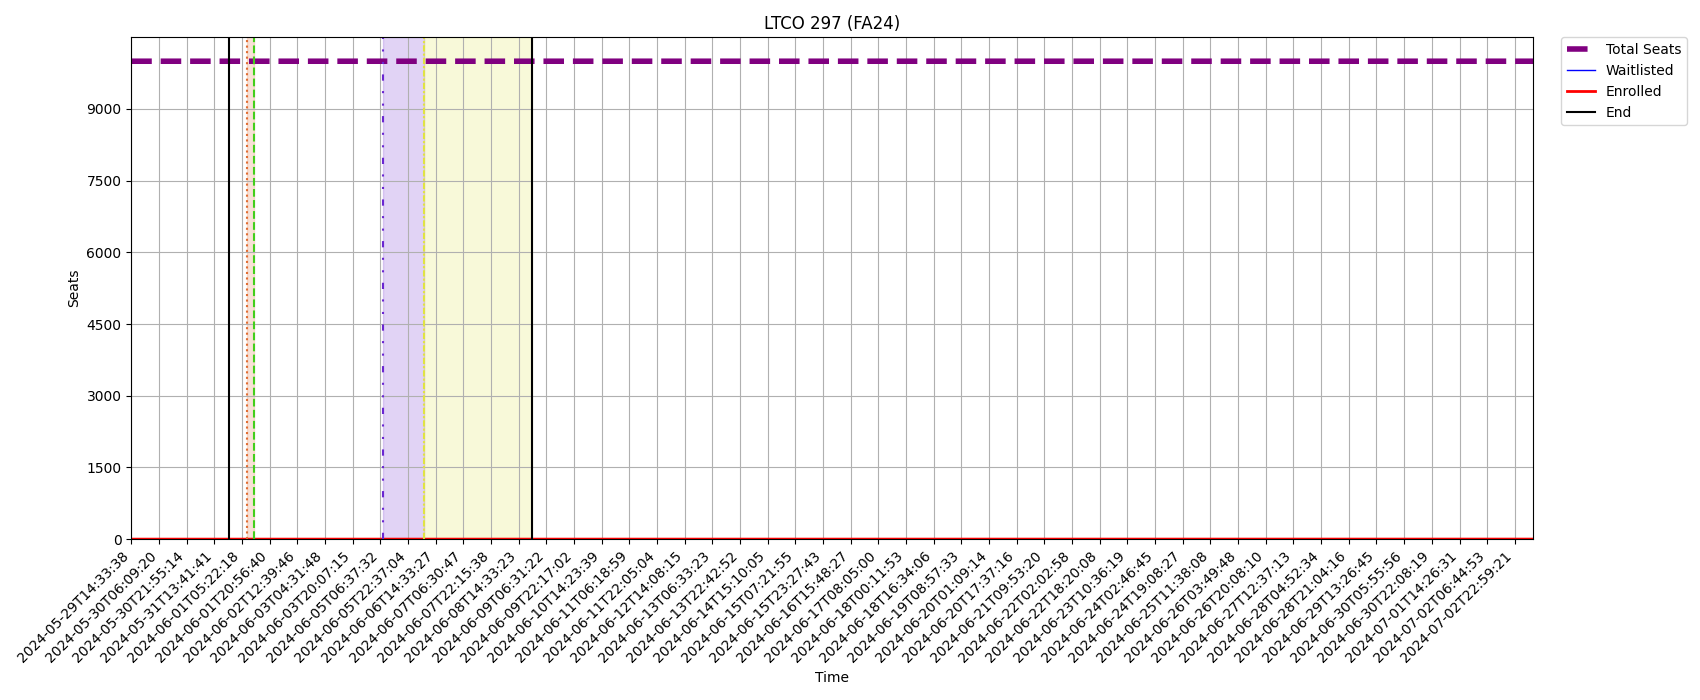 LTCO 297 (FA24)
Total Seats
Waitlisted
Enrolled
End
Seats
9000
7500
6000
4500
3000
1500
0
2024-05-29T14:33:38
2024-05-30T06:09:20
2024-05-30T21:55:14
2024-05-31T13:41:41
2024-06-01T05:22:18
2024-06-01T20:56:40
2024-06-02T12:39:46
2024-06-03T04:31:48
2024-06-03T20:07:15
2024-06-05T06:37:32
2024-06-05T22:37:04
2024-06-06T14:33:27
2024-06-07T06:30:47
2024-06-07T22:15:38
2024-06-08T14:33:23
2024-06-09T06:31:22
2024-06-09T22:17:02
2024-06-10T14:23:39
2024-06-11T06:18:59
2024-06-11T22:05:04
2024-06-12T14:08:15
2024-06-13T06:33:23
2024-06-13T22:42:52
2024-06-14T15:10:05
2024-06-15T07:21:55
2024-06-15T23:27:43
2024-06-16T15:48:27
2024-06-17T08:05:00
2024-06-18T00:11:53
2024-06-18T16:34:06
2024-06-19T08:57:33
2024-06-20T01:09:14
2024-06-20T17:37:16
2024-06-21T09:53:20
2024-06-22T02:02:58
2024-06-22T18:20:08
2024-06-23T10:36:19
2024-06-24T02:46:45
2024-06-24T19:08:27
2024-06-25T11:38:08
2024-06-26T03:49:48
2024-06-26T20:08:10
2024-06-27T12:37:13
2024-06-28T04:52:34
2024-06-28T21:04:16
2024-06-29T13:26:45
2024-06-30T05:55:56
2024-06-30T22:08:19
2024-07-01T14:26:31
2024-07-02T06:44:53
2024-07-02T22:59:21
Time